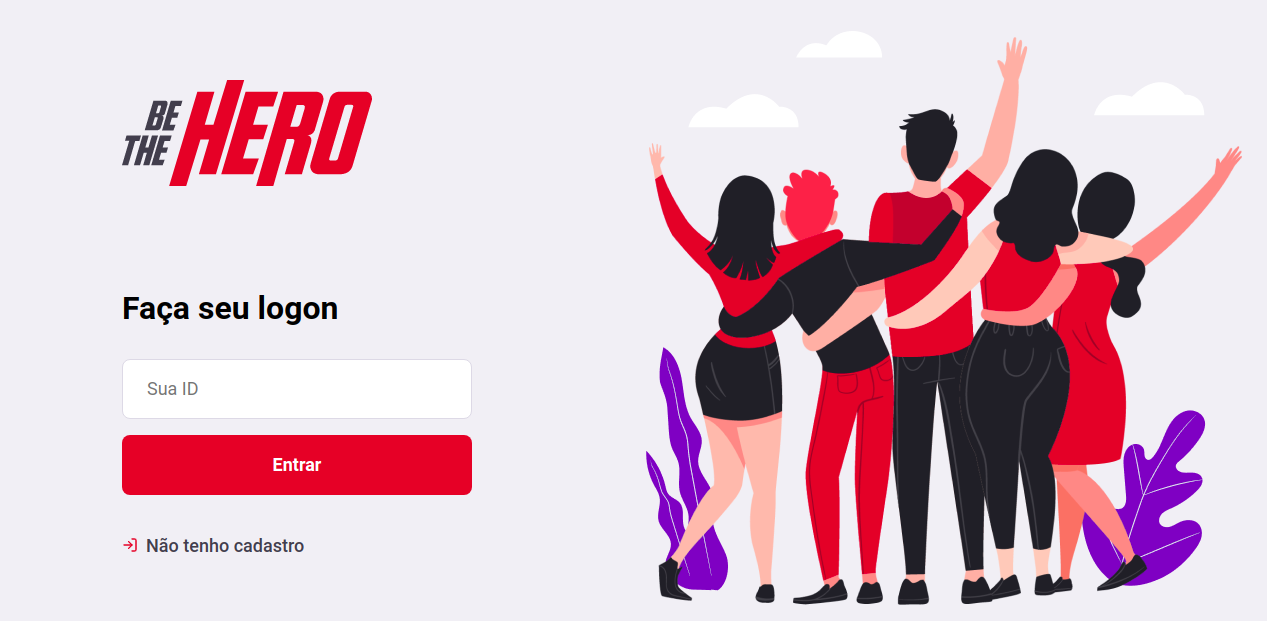 BE
THE HERO
Faça seu logon
Sua ID
Entrar
Não tenho cadastro